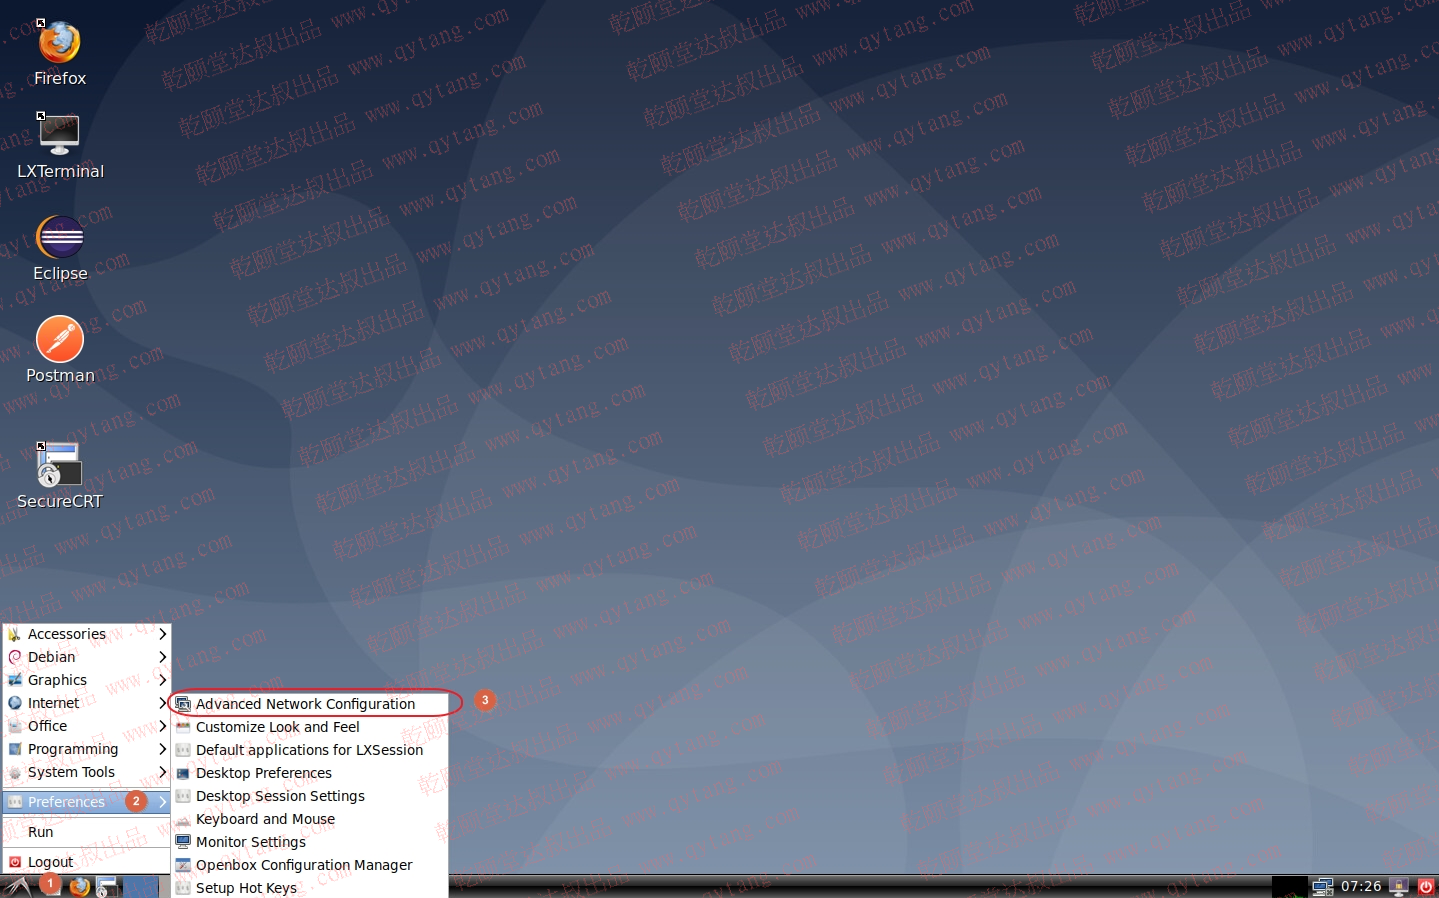 Firefox
LXTerminal
Eclipse
Postman
SecureCRT
Accessories
Debian
Graphics
Internet
Office
Programming
System Tools
Preferences
2
Run
Logout
Advanced Network Configuration
3
Customize Look and Feel
Default applications for LXSession
Desktop Preferences
Desktop Session Settings
Keyboard and Mouse
Monitor Settings
Openbox Configuration Manager
Setup Hot Keys
1
07:26
乾颐堂达叔出品 www.qytang.com